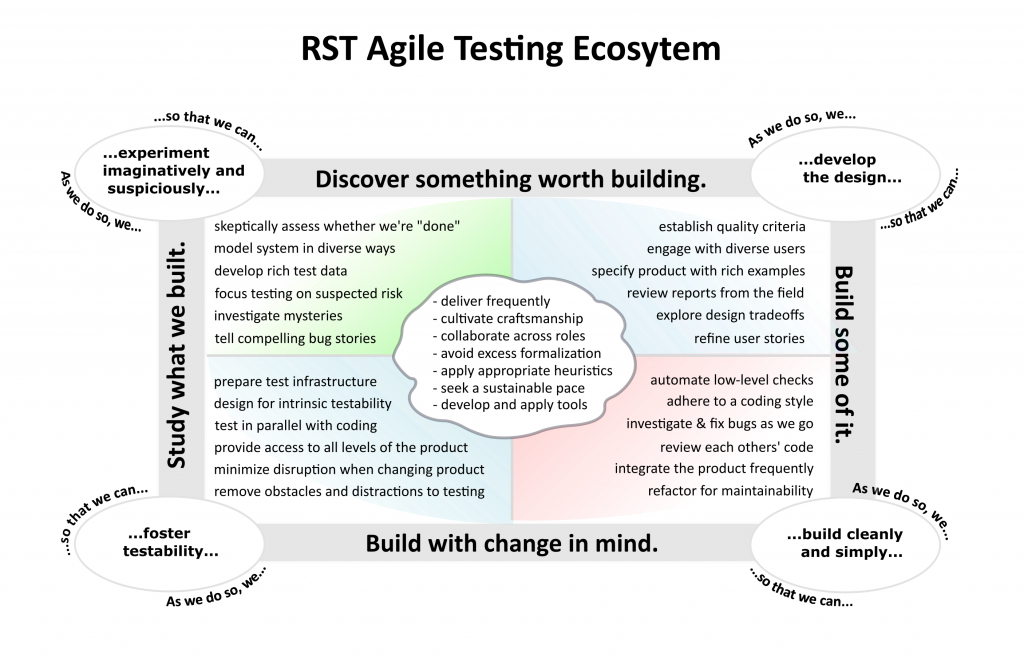 RST Agile Testing Ecosytem
...so that we can...
...experiment
imaginatively and
suspiciously...
As we do so, we...
Discover something worth building.
As we do so, we...
...develop
the design...
...so that we can...
Study what we built.
skeptically assess whether we're "done"
model system in diverse ways
develop rich test data
focus testing on suspected risk
investigate mysteries
tell compelling bug stories
establish quality criteria
engage with diverse users
specify product with rich examples
review reports from the field
explore design tradeoffs
refine user stories
Build some of it.
- deliver frequently
- cultivate craftsmanship
- collaborate across roles
- avoid excess formalization
- apply appropriate heuristics
- seek a sustainable pace
- develop and apply tools
prepare test infrastructure
design for intrinsic testability
test in parallel with coding
provide access to all levels of the product
minimize disruption when changing product
remove obstacles and distractions to testing
automate low-level checks
adhere to a coding style
investigate & fix bugs as we go
review each others' code
integrate the product frequently
refactor for maintainability
...so that we can...
...foster
testability...
As we do so, we...
Build with change in mind.
As we do so, we...
...build cleanly
and simply...
...so that we can...